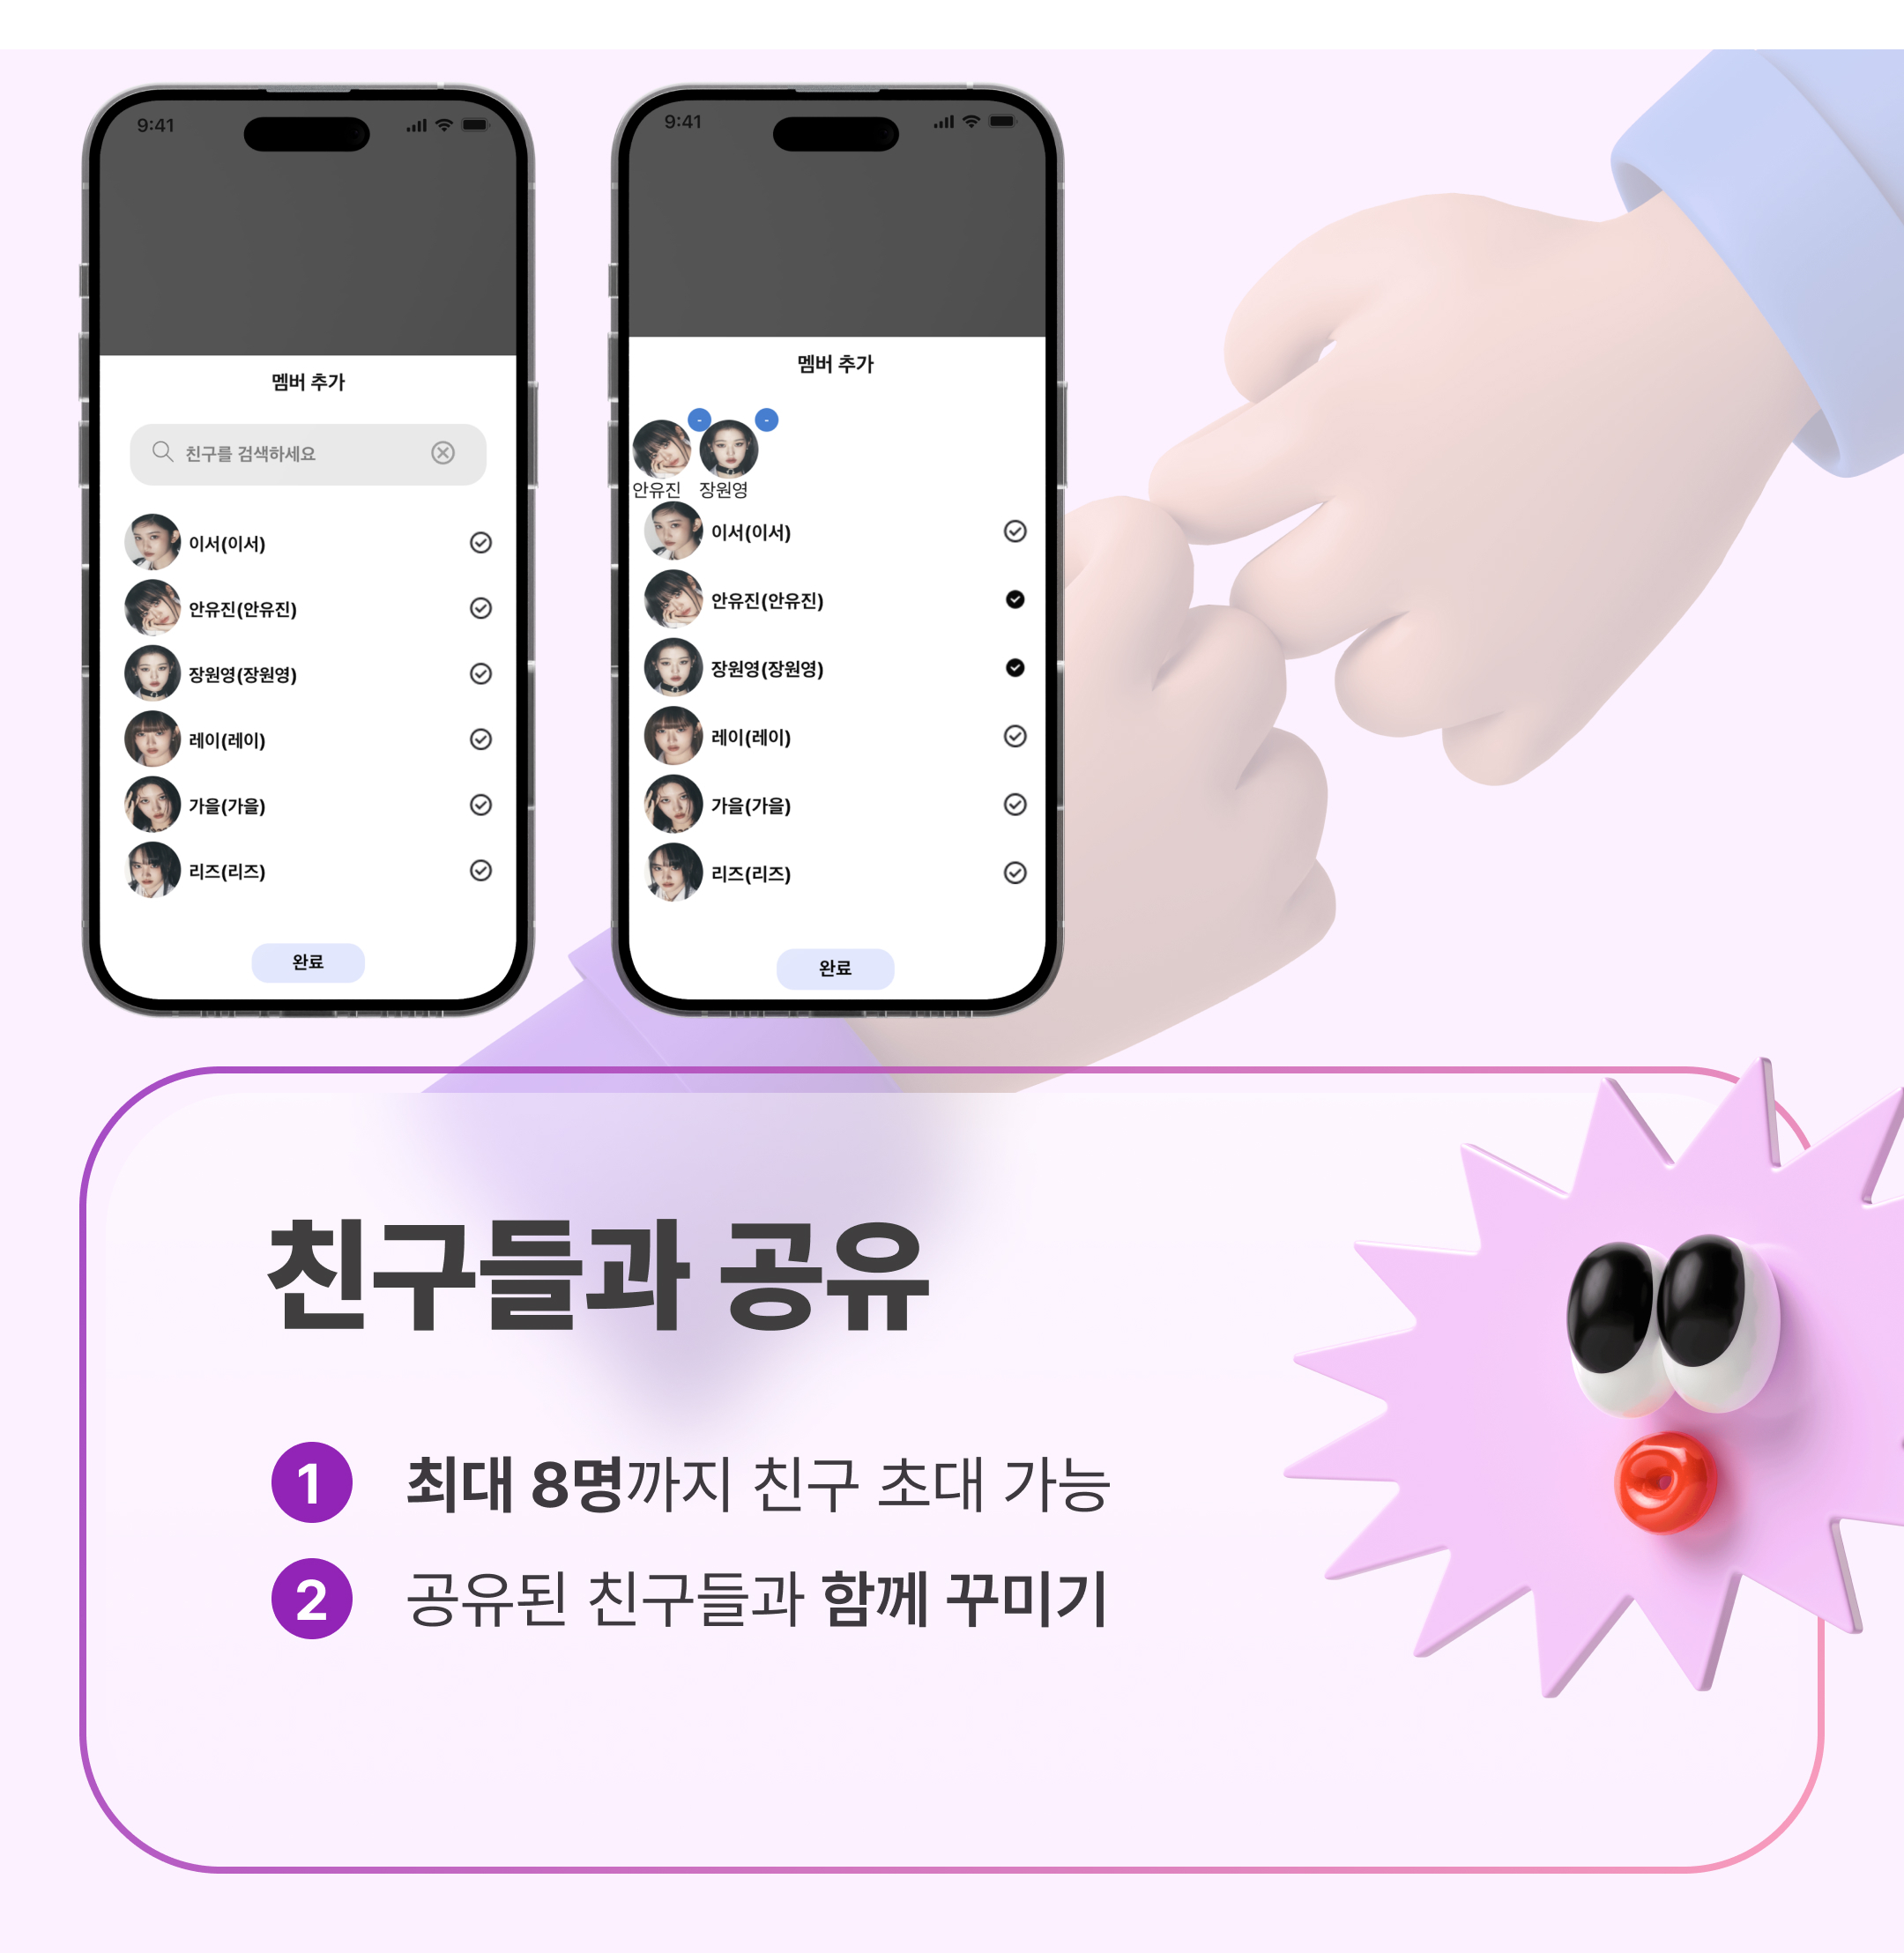 9:41
멤버 추가
친구를 검색하세요
이서(이서)
안유진(안유진)
장원영(장원영)
레이(레이)
가을(가을)
리즈(리즈)
완료
9:41
멤버 추가
- -
안유진 장원영
이서(이서)
안유진(안유진)
장원영(장원영)
레이(레이)
가을(가을)
리즈(리즈)
완료
친구들과 공유
1 최대 8명까지 친구 초대 가능
2 공유된 친구들과 함께 꾸미기